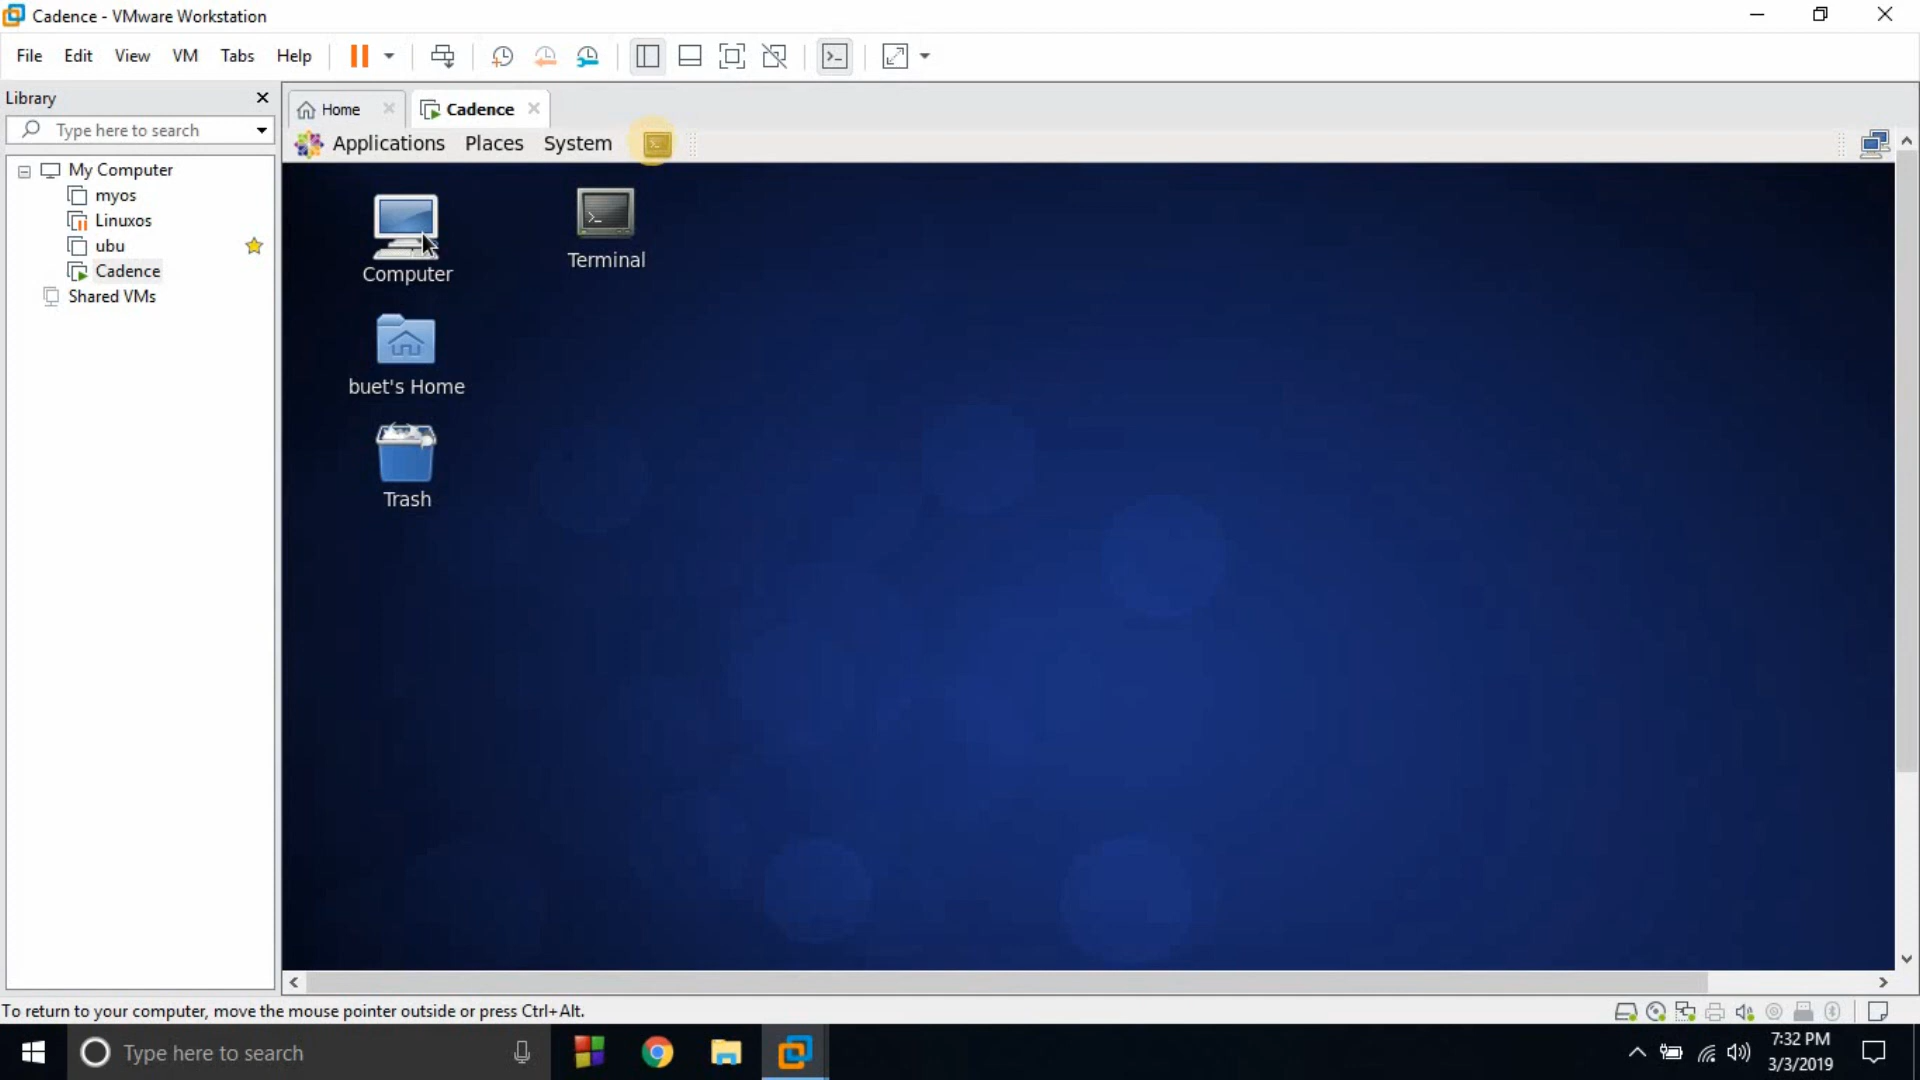 Cadence - VMware Workstation
File Edit View VM Tabs Help
Library
Type here to search
My Computer
myos
Linuxos
ubu
Cadence
Shared VMs
Home
Cadence
Applications Places System
Computer
Terminal
buet's Home
Trash
To return to your computer, move the mouse pointer outside or press Ctrl+Alt.
Type here to search
7:32 PM
3/3/2019